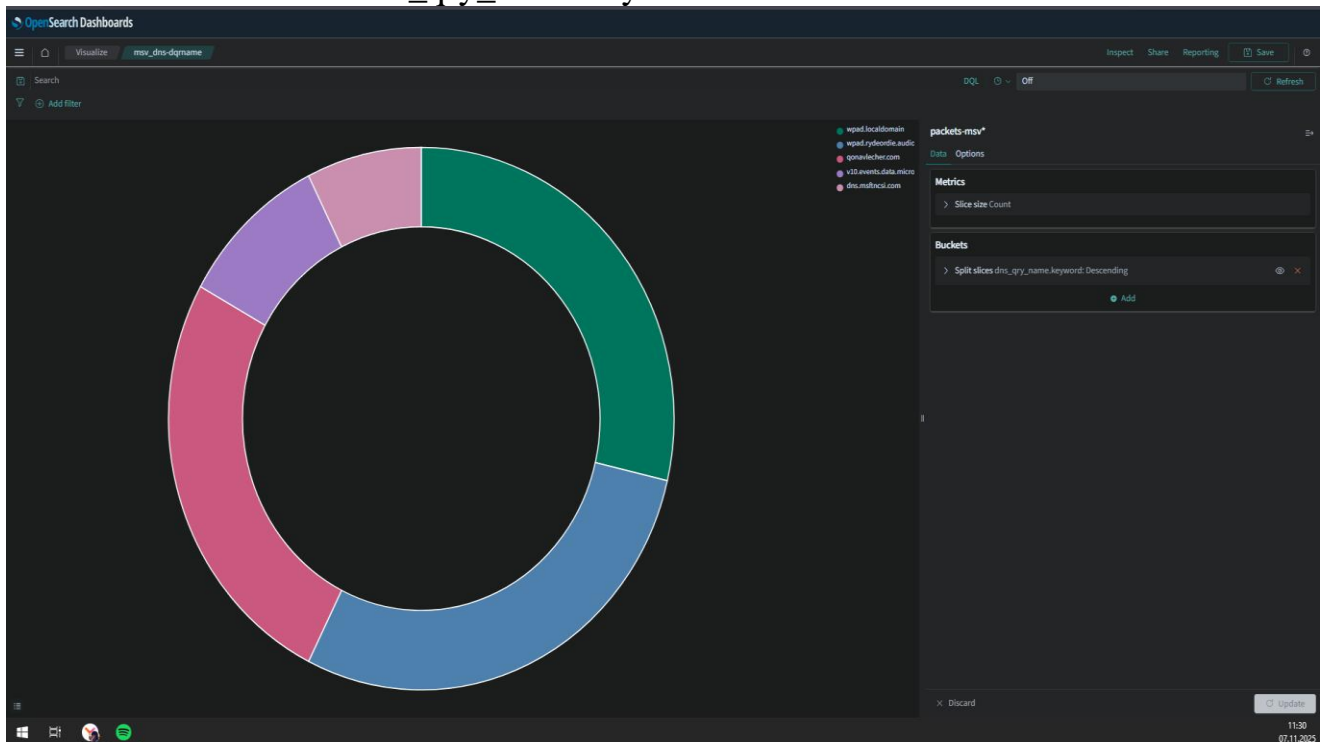 OpenSearch Dashboards
Visualize msv_dns-dqrname Inspect Share Reporting Save
Search DQL Off Refresh
Add filter
wpad.localdomain
wpad.rydeordie.audic
qonavlecher.com
v10.events.data.micro
dns.msftncsi.com
packets-msv*
Data Options
Metrics
Slice size Count
Buckets
Split slices dns_qry_name.keyword: Descending
Add
Discard Update
11:30
07.11.2025